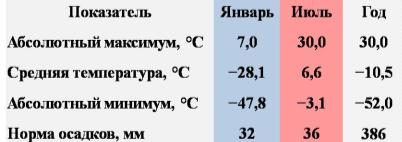 Показатель Январь Июль Год
Абсолютный максимум, °C 7,0 30,0 30,0
Средняя температура, °C −28,1 6,6 −10,5
Абсолютный минимум, °C −47,8 −3,1 −52,0
Норма осадков, мм 32 36 386